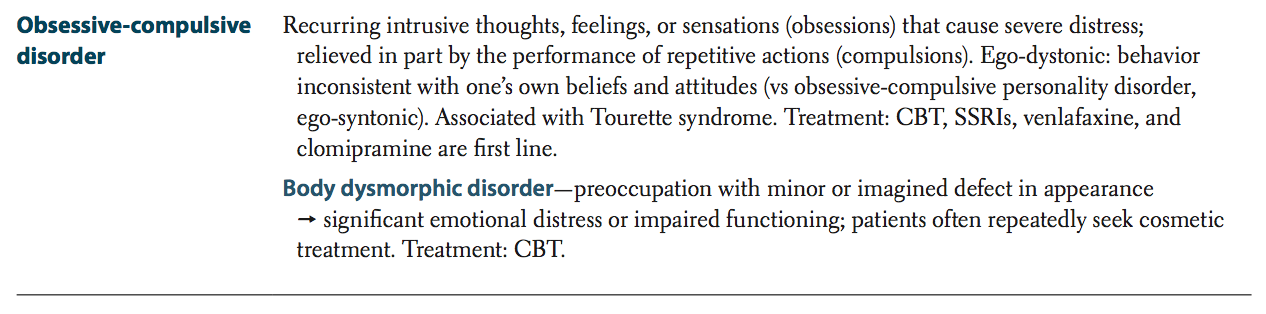 Obsessive-compulsive
disorder
Recurring intrusive thoughts, feelings, or sensations (obsessions) that cause severe distress;
relieved in part by the performance of repetitive actions (compulsions). Ego-dystonic: behavior
inconsistent with one’s own beliefs and attitudes (vs obsessive-compulsive personality disorder,
ego-syntonic). Associated with Tourette syndrome. Treatment: CBT, SSRIs, venlafaxine, and
clomipramine are first line.
Body dysmorphic disorder—preoccupation with minor or imagined defect in appearance
→ significant emotional distress or impaired functioning; patients often repeatedly seek cosmetic
treatment. Treatment: CBT.